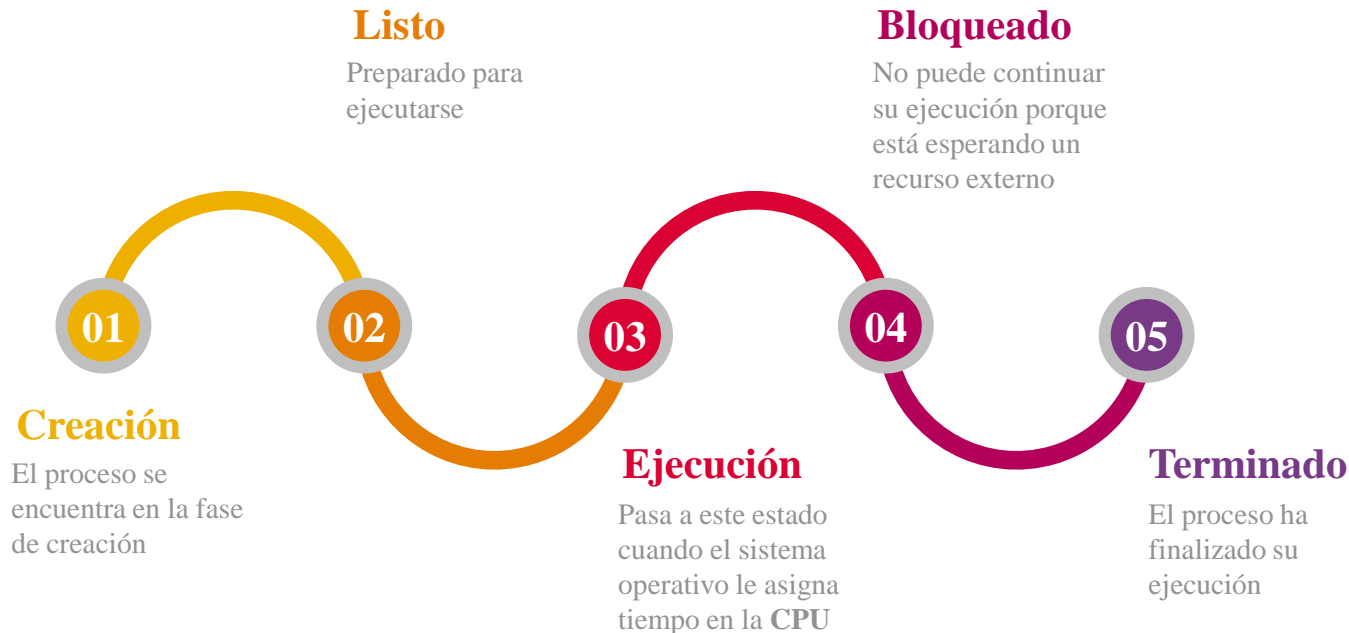 Listo
Preparado para
ejecutarse
Bloqueado
No puede continuar
su ejecución porque
está esperando un
recurso externo
01
02
03
04
05
Creación
El proceso se
encuentra en la fase
de creación
Ejecución
Pasa a este estado
cuando el sistema
operativo le asigna
tiempo en la CPU
Terminado
El proceso ha
finalizado su
ejecución